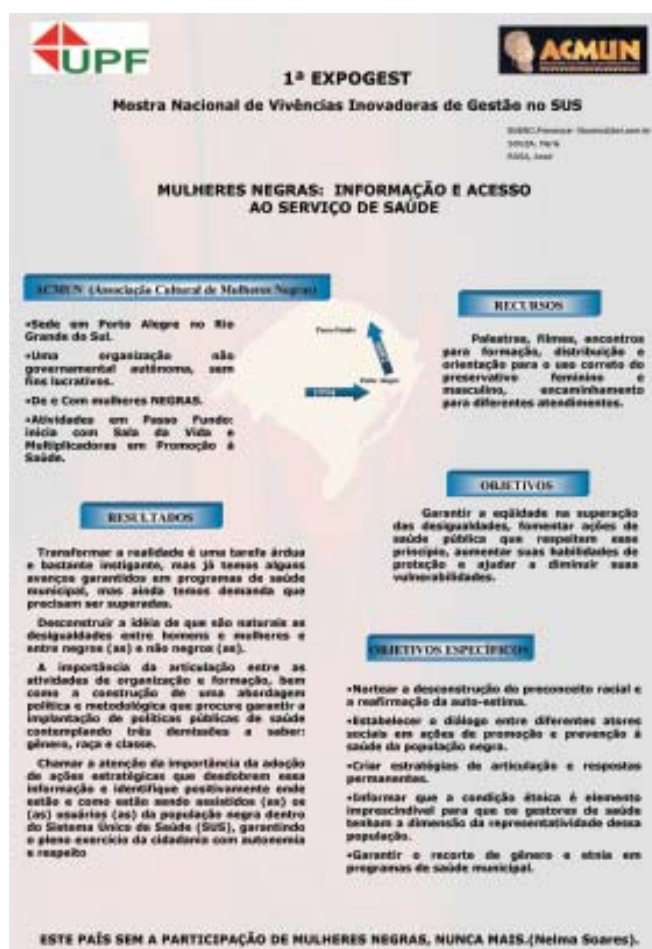 UPF
ACMUN
1ª EXPOGEST
Mostra Nacional de Vivências Inovadoras de Gestão no SUS
SOUZA, Maria
ROSA, José
MULHERES NEGRAS: INFORMAÇÃO E ACESSO
AO SERVIÇO DE SAÚDE
ACMUN (Associação Cultural de Mulheres Negras)
•Sede em Porto Alegre no Rio
Grande do Sul.
•Uma organização não
governamental autônoma, sem
fins lucrativos.
•De e Com mulheres NEGRAS.
•Atividades em Passo Fundo:
inicia com Sala da Vida e
Multiplicadoras em Promoção à
Saúde.
Passo Fundo
Porto Alegre
RESULTADOS
Transformar a realidade é uma tarefa árdua
e bastante instigante, mas já temos alguns
avanços garantidos em programas de saúde
municipal, mas ainda temos demanda que
precisam ser superadas.
Desconstruir a idéia de que são naturais as
desigualdades entre homens e mulheres e
entre negros (as) e não negros (as).
A importância da articulação entre as
atividades de organização e formação, bem
como a construção de uma abordagem
política e metodológica que procure garantir a
implantação de políticas públicas de saúde
contemplando três demissões a saber:
gênero, raça e classe.
Chamar a atenção da importância da adoção
de ações estratégicas que desdobrem essa
informação e identifique positivamente onde
estão e como estão sendo assistidos (as) os
(as) usuários (as) da população negra dentro
do Sistema Único de Saúde (SUS), garantindo
o pleno exercício da cidadania com autonomia
e respeito
RECURSOS
Palestras, filmes, encontros
para formação, distribuição e
orientação para o uso correto do
preservativo feminino e
masculino, encaminhamento
para diferentes atendimentos.
OBJETIVOS
Garantir a eqüidade na superação
das desigualdades, fomentar ações de
saúde pública que respeitem esse
princípio, aumentar suas habilidades de
proteção e ajudar a diminuir suas
vulnerabilidades.
OBJETIVOS ESPECÍFICOS
•Nortear a desconstrução do preconceito racial e
a reafirmação da auto-estima.
•Estabelecer o diálogo entre diferentes atores
sociais em ações de promoção e prevenção à
saúde da população negra.
•Criar estratégias de articulação e respostas
permanentes.
•Informar que a condição étnica é elemento
imprescindível para que os gestores de saúde
tenham a dimensão da representatividade dessa
população.
•Garantir o recorte de gênero e etnia em
programas de saúde municipal.
ESTE PAÍS SEM A PARTICIPAÇÃO DE MULHERES NEGRAS, NUNCA MAIS.(Nelma Soares).